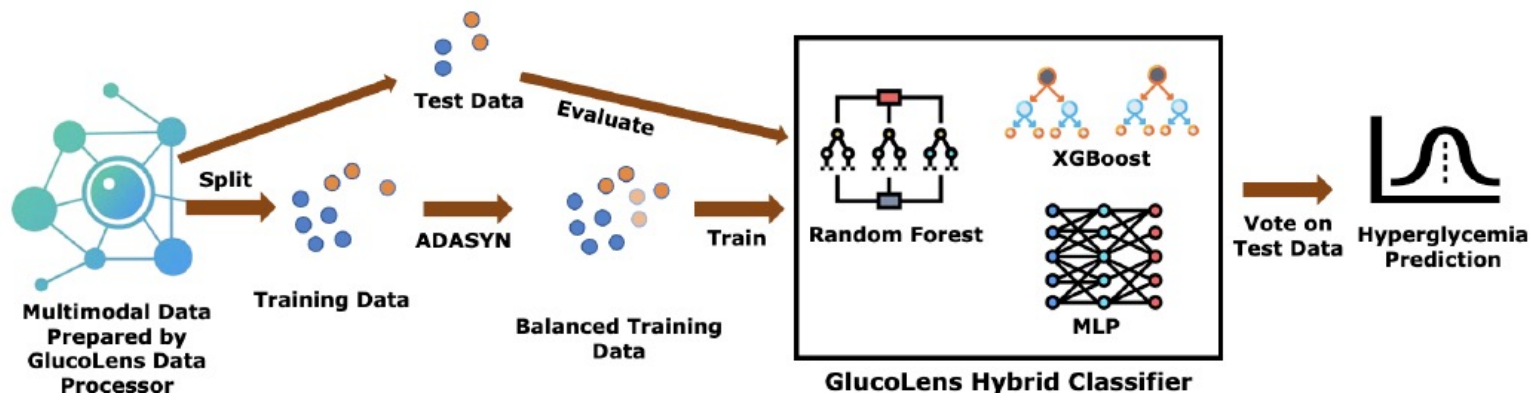 Test Data
Evaluate
Split
ADASYN
Train
Training Data
Balanced Training
Data
Multimodal Data
Prepared by
GlucoLens Data
Processor
Random Forest
XGBoost
MLP
GlucoLens Hybrid Classifier
Vote on
Test Data
Hyperglycemia
Prediction